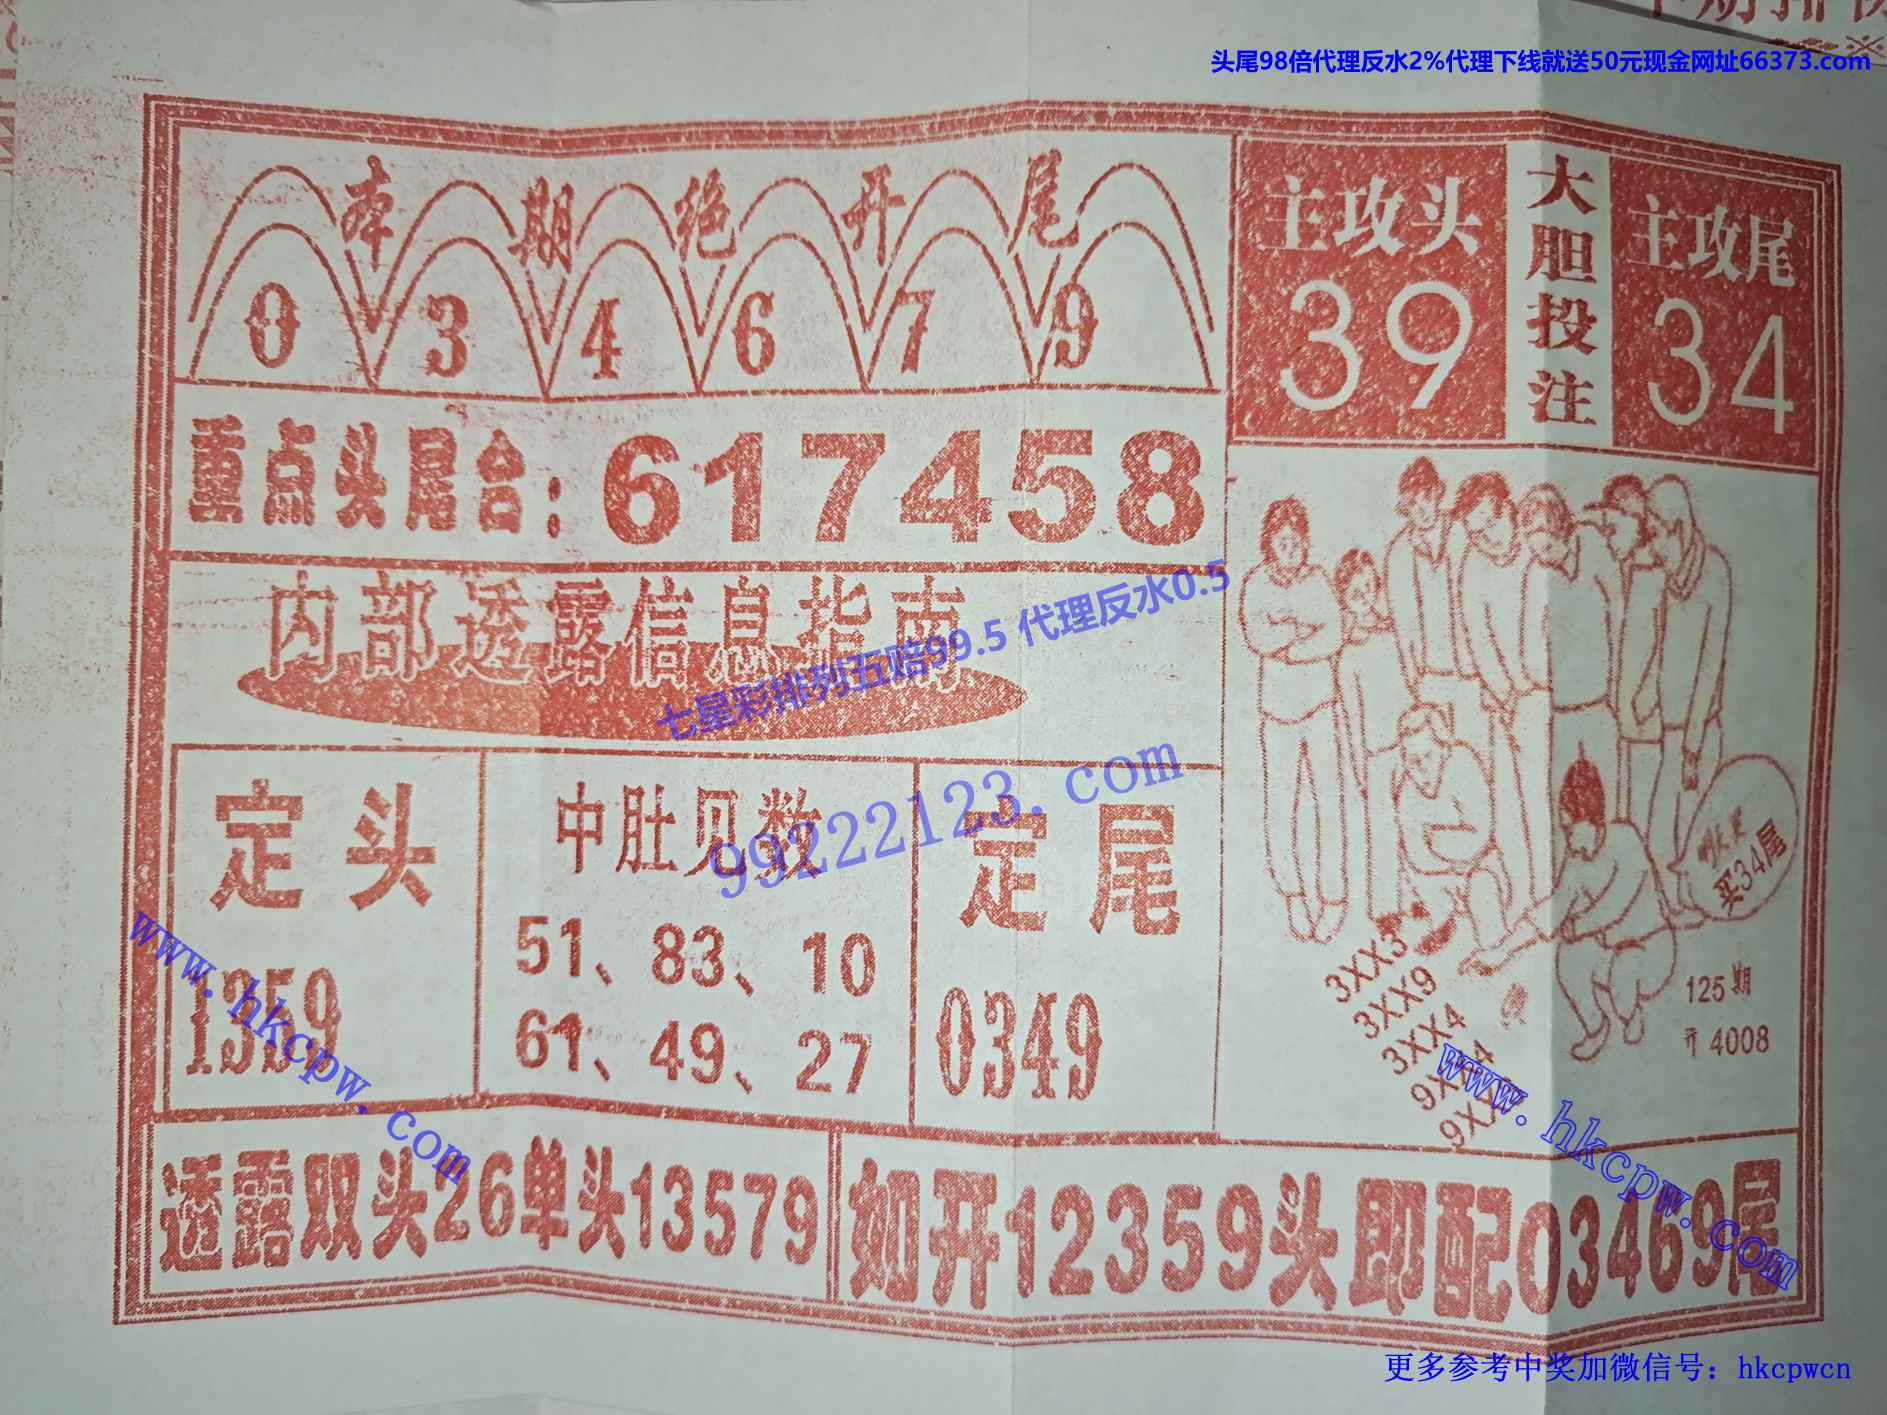 头尾98倍代理反水2%代理下线就送50元现金网址66373.com
本期绝开尾
0 3 4 6 7 9
主攻头
39
大胆投注
主攻尾
34
重点头尾合:617458
内部透露信息指南
七星彩排列五赔99.5 代理反水0.5
99222123.com
定头
1359
中肚见数
51、83、10
61、49、27
定尾
0349
买34尾
3XX3
3XX9
3XX4
125期
开 4008
www.hkcpw.com
www.hkcpw.com
透露双头26单头13579
如开12359头即配03469尾
更多参考中奖加微信号：hkcpwcn